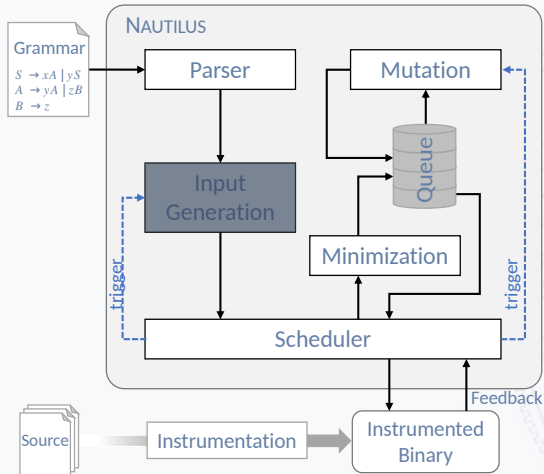 NAUTILUS
Grammar
S → xA | yS
A → yA | zB
B → z
Parser
Mutation
Queue
Input
Generation
Minimization
trigger
trigger
Scheduler
Feedback
Source
Instrumentation
Instrumented
Binary